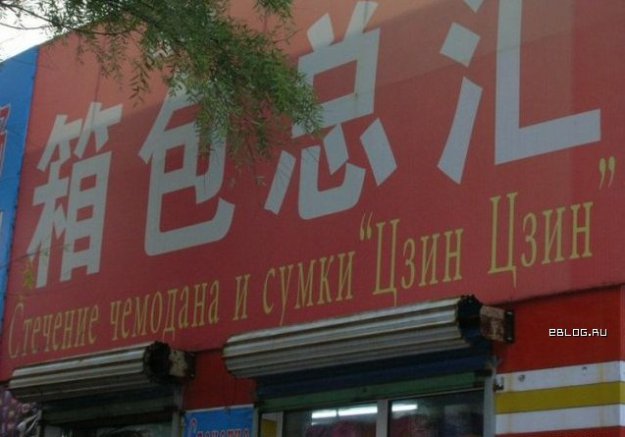 箱包总汇
Стечение чемодана и сумки "Цзин Цзин"
EBLOG.RU